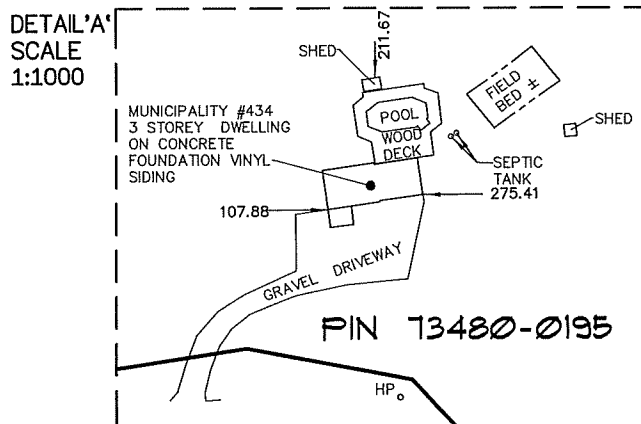 DETAIL'A'
SCALE
1:1000
SHED
211.67
MUNICIPALITY #434
3 STOREY DWELLING
ON CONCRETE
FOUNDATION VINYL
SIDING
POOL
WOOD
DECK
FIELD
BED ±
SHED
SEPTIC
TANK
275.41
107.88
GRAVEL DRIVEWAY
PIN 73480-0195
HP